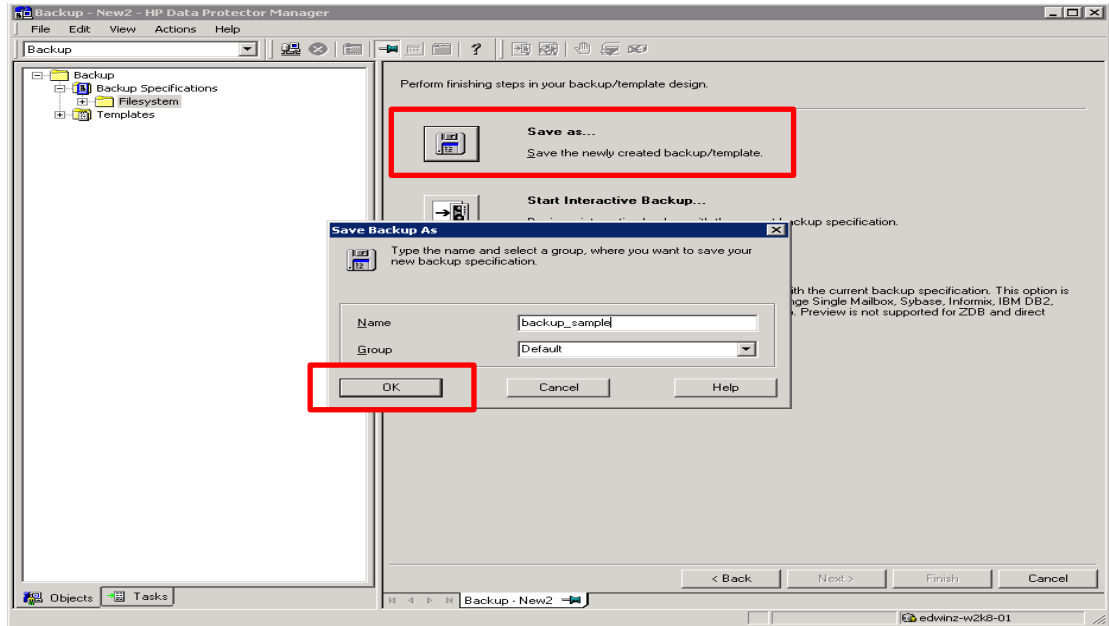 Backup - New2 - HP Data Protector Manager
File Edit View Actions Help
Backup
Backup
Backup Specifications
Filesystem
Templates
Perform finishing steps in your backup/template design.
Save as...
Save the newly created backup/template.
Start Interactive Backup...
backup specification.
Save Backup As
Type the name and select a group, where you want to save your
new backup specification.
Name backup_sample
Group Default
OK Cancel Help
with the current backup specification. This option is
Single Mailbox, Sybase, Informix, IBM DB2,
Preview is not supported for ZDB and direct
< Back Next > Finish Cancel
Objects Tasks
Backup - New2
edwinz-w2k8-01